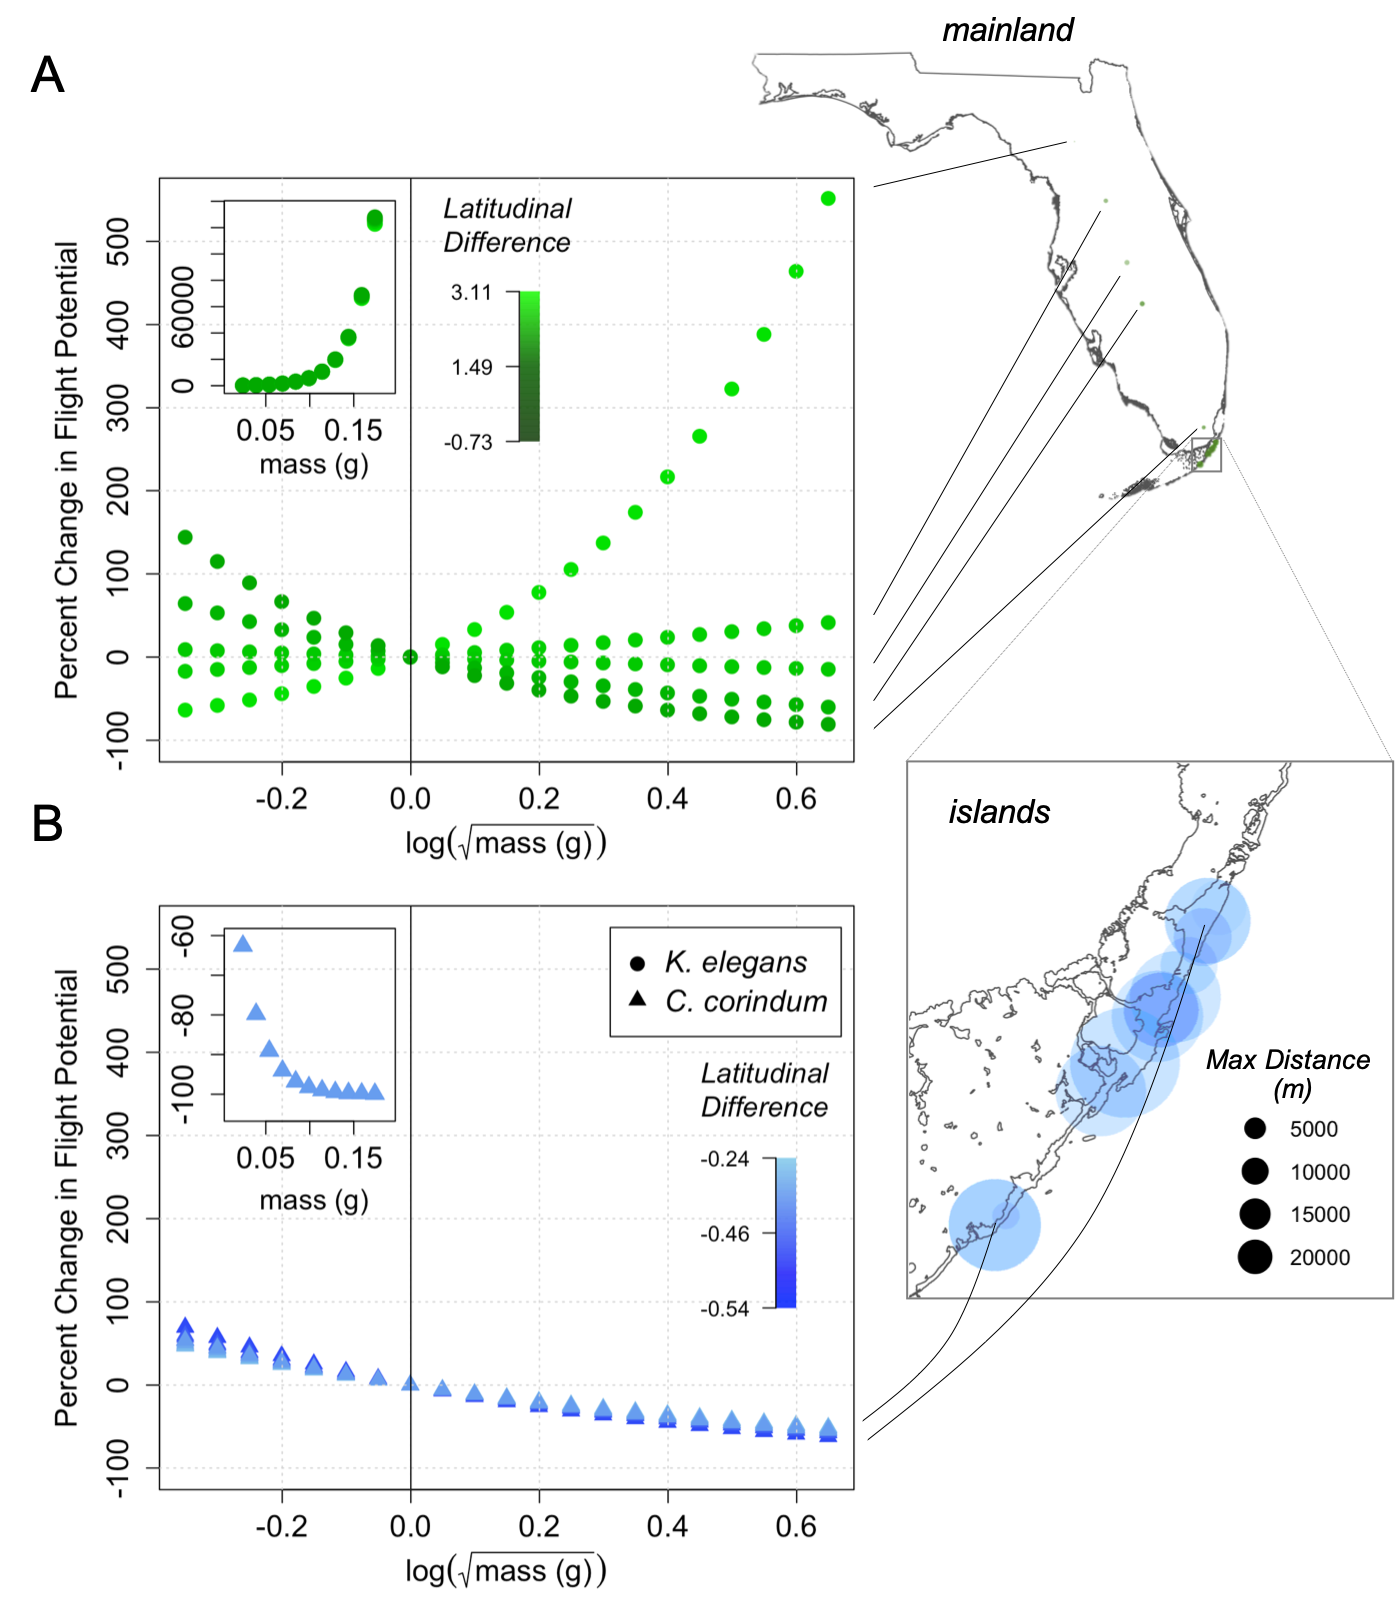 mainland
A
Percent Change in Flight Potential
500
400
300
200
100
0
-100
60000
0
0.05
0.15
mass (g)
Latitudinal
Difference
3.11
1.49
-0.73
-0.2
0.0
0.2
0.4
0.6
log(√mass (g))
B
Percent Change in Flight Potential
500
400
300
200
100
0
-100
-60
-80
-100
0.05
0.15
mass (g)
K. elegans
C. corindum
Latitudinal
Difference
-0.24
-0.46
-0.54
-0.2
0.0
0.2
0.4
0.6
log(√mass (g))
islands
Max Distance
(m)
5000
10000
15000
20000